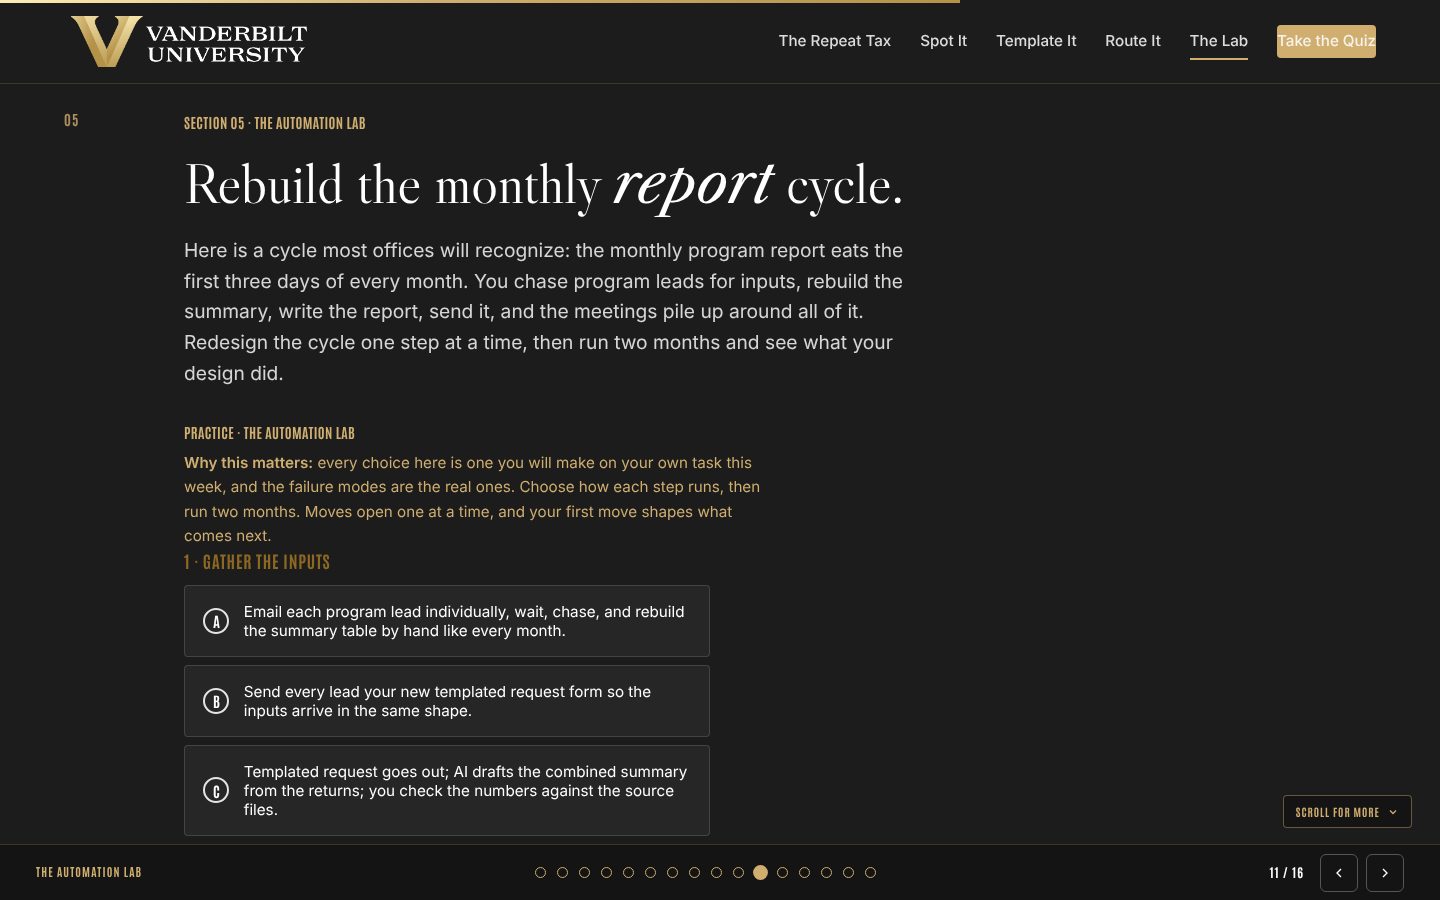 VANDERBILT
UNIVERSITY
The Repeat Tax
Spot It
Template It
Route It
The Lab
Take the Quiz
05
SECTION 05 · THE AUTOMATION LAB
Rebuild the monthly report cycle.
Here is a cycle most offices will recognize: the monthly program report eats the
first three days of every month. You chase program leads for inputs, rebuild the
summary, write the report, send it, and the meetings pile up around all of it.
Redesign the cycle one step at a time, then run two months and see what your
design did.
PRACTICE · THE AUTOMATION LAB
Why this matters: every choice here is one you will make on your own task this
week, and the failure modes are the real ones. Choose how each step runs, then
run two months. Moves open one at a time, and your first move shapes what
comes next.
1 · GATHER THE INPUTS
A
Email each program lead individually, wait, chase, and rebuild
the summary table by hand like every month.
B
Send every lead your new templated request form so the
inputs arrive in the same shape.
C
Templated request goes out; AI drafts the combined summary
from the returns; you check the numbers against the source
files.
SCROLL FOR MORE
THE AUTOMATION LAB
11 / 16